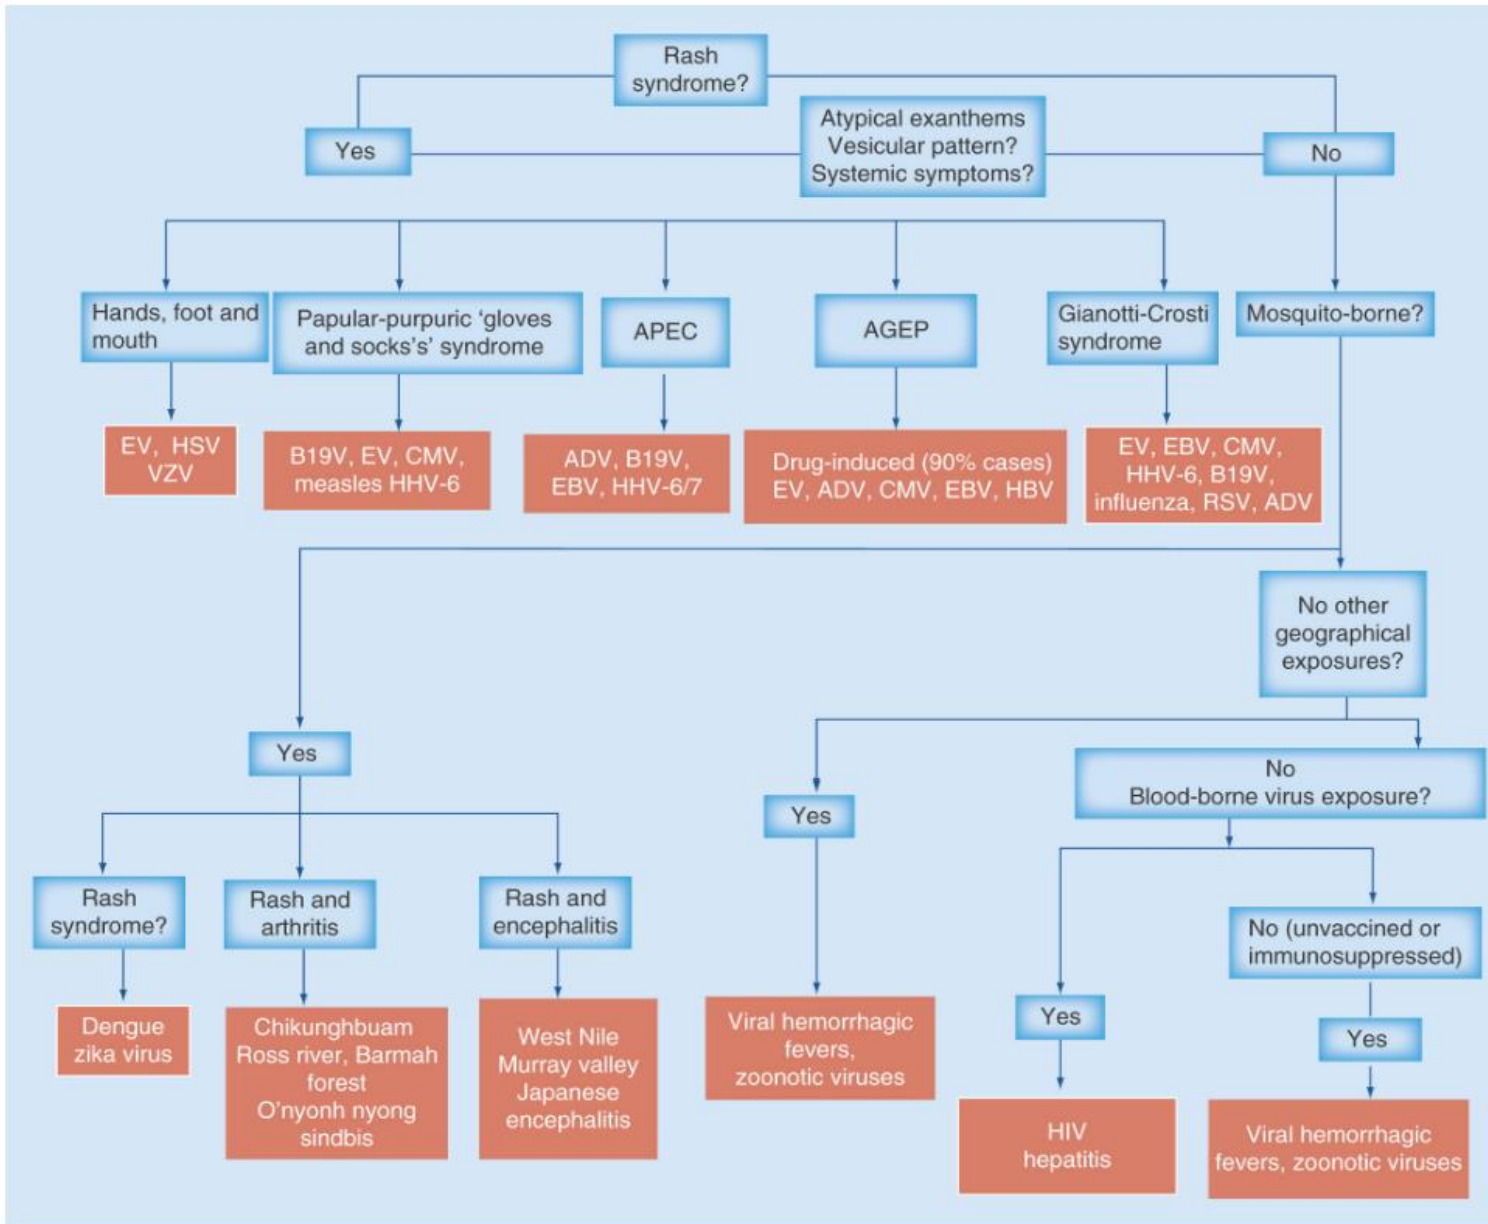 Rash
syndrome?
Yes
Atypical exanthems
Vesicular pattern?
Systemic symptoms?
No
Hands, foot and
mouth
Papular-purpuric ‘gloves
and socks's’ syndrome
APEC
AGEP
Gianotti-Crosti
syndrome
Mosquito-borne?
EV, HSV
VZV
B19V, EV, CMV,
measles HHV-6
ADV, B19V,
EBV, HHV-6/7
Drug-induced (90% cases)
EV, ADV, CMV, EBV, HBV
EV, EBV, CMV,
HHV-6, B19V,
influenza, RSV, ADV
No other
geographical
exposures?
Yes
No
Blood-borne virus exposure?
Yes
Rash
syndrome?
Rash and
arthritis
Rash and
encephalitis
No (unvaccined or
immunosuppressed)
Yes
Yes
Dengue
zika virus
Chikunghbuam
Ross river, Barmah
forest
O'nyonh nyong
sindbis
West Nile
Murray valley
Japanese
encephalitis
Viral hemorrhagic
fevers,
zoonotic viruses
HIV
hepatitis
Viral hemorrhagic
fevers, zoonotic viruses